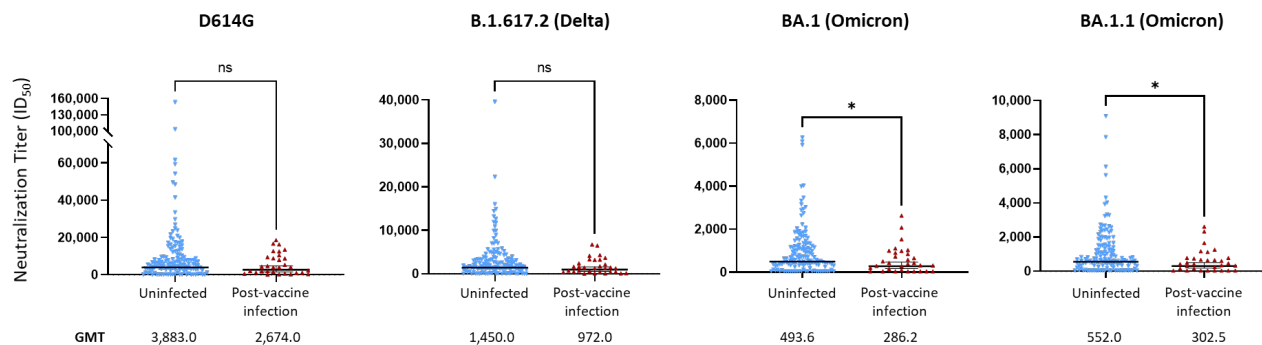 D614G
B.1.617.2 (Delta)
BA.1 (Omicron)
BA.1.1 (Omicron)
Neutralization Titer (ID50)
ns
160,000
130,000
100,000
60,000
40,000
20,000
0
Uninfected
Post-vaccine
infection
ns
40,000
30,000
20,000
10,000
0
Uninfected
Post-vaccine
infection
*
8,000
6,000
4,000
2,000
0
Uninfected
Post-vaccine
infection
*
10,000
8,000
6,000
4,000
2,000
0
Uninfected
Post-vaccine
infection
GMT 3,883.0 2,674.0 1,450.0 972.0 493.6 286.2 552.0 302.5